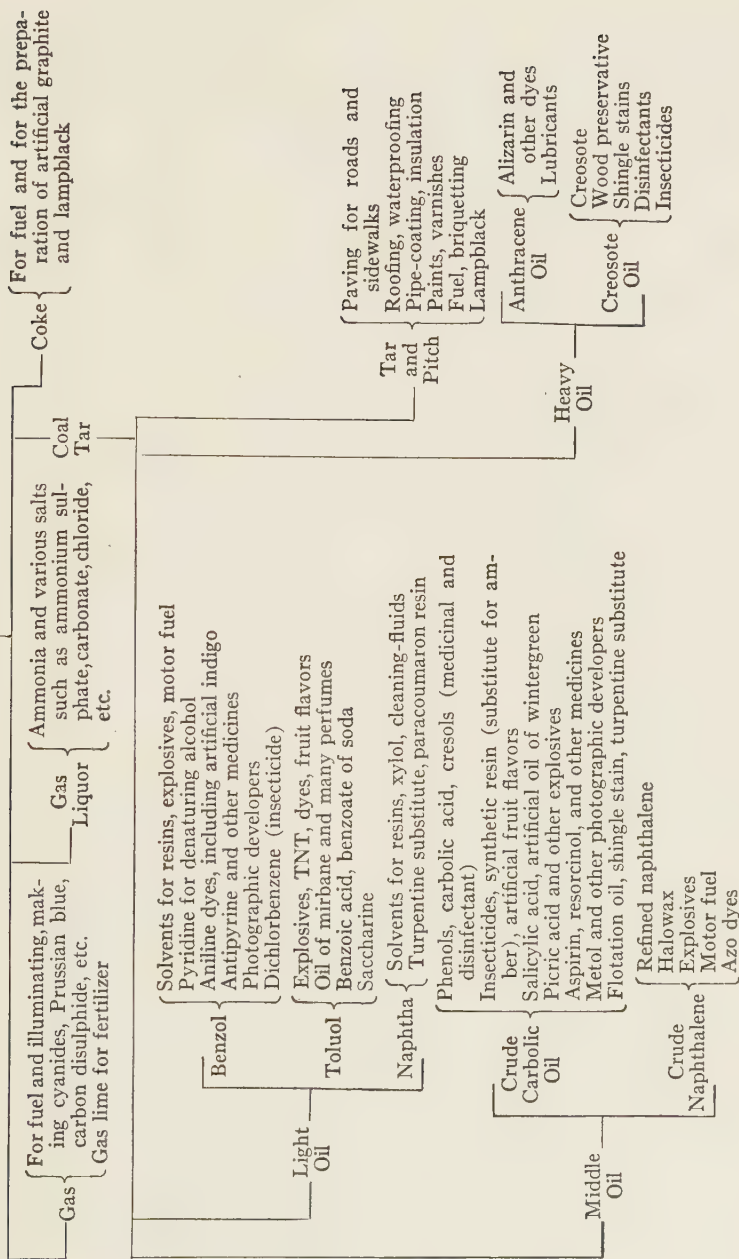 Gas
For fuel and illuminating, mak-
ing cyanides, Prussian blue,
carbon disulphide, etc.
Gas lime for fertilizer
Gas
Liquor
Ammonia and various salts
such as ammonium sul-
phate, carbonate, chloride,
etc.
Coal
Tar
Coke
For fuel and for the prepa-
ration of artificial graphite
and lampblack
Light
Oil
Benzol
Solvents for resins, explosives, motor fuel
Pyridine for denaturing alcohol
Aniline dyes, including artificial indigo
Antipyrine and other medicines
Photographic developers
Dichlorbenzene (insecticide)
Toluol
Explosives, TNT, dyes, fruit flavors
Oil of mirbane and many perfumes
Benzoic acid, benzoate of soda
Saccharine
Naphtha
Solvents for resins, xylol, cleaning-fluids
Turpentine substitute, paracoumaron resin
Middle
Oil
Crude
Carbolic
Oil
Phenols, carbolic acid, cresols (medicinal and
disinfectant)
Insecticides, synthetic resin (substitute for am-
ber), artificial fruit flavors
Salicylic acid, artificial oil of wintergreen
Picric acid and other explosives
Aspirin, resorcinol, and other medicines
Metol and other photographic developers
Flotation oil, shingle stain, turpentine substitute
Crude
Naphthalene
Refined naphthalene
Halowax
Explosives
Motor fuel
Azo dyes
Tar
and
Pitch
Paving for roads and
sidewalks
Roofing, waterproofing
Pipe-coating, insulation
Paints, varnishes
Fuel, briquetting
Lampblack
Heavy
Oil
Anthracene
Oil
Alizarin and
other dyes
Lubricants
Creosote
Oil
Creosote
Wood preservative
Shingle stains
Disinfectants
Insecticides